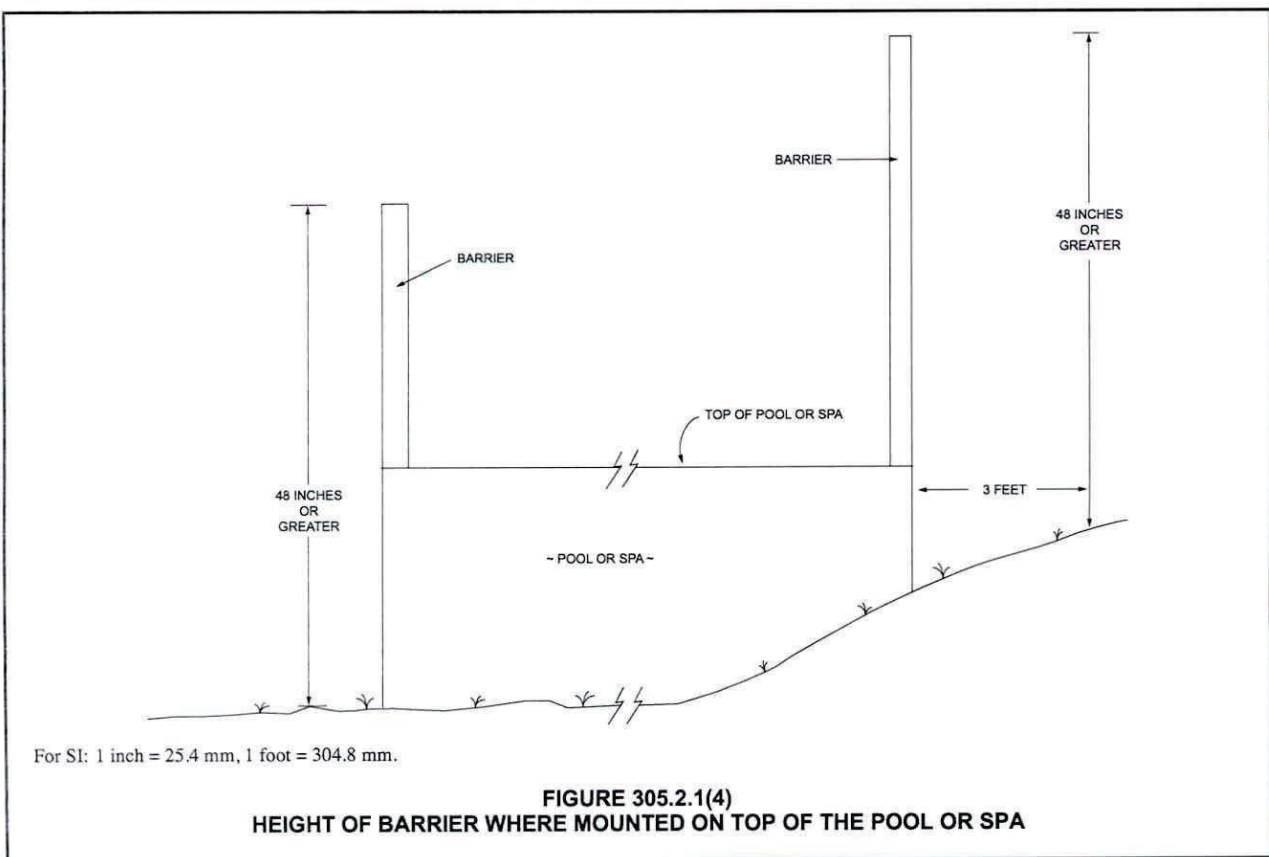 BARRIER
48 INCHES
OR
GREATER
BARRIER
TOP OF POOL OR SPA
48 INCHES
OR
GREATER
3 FEET
~ POOL OR SPA ~
For SI: 1 inch = 25.4 mm, 1 foot = 304.8 mm.
FIGURE 305.2.1(4)
HEIGHT OF BARRIER WHERE MOUNTED ON TOP OF THE POOL OR SPA